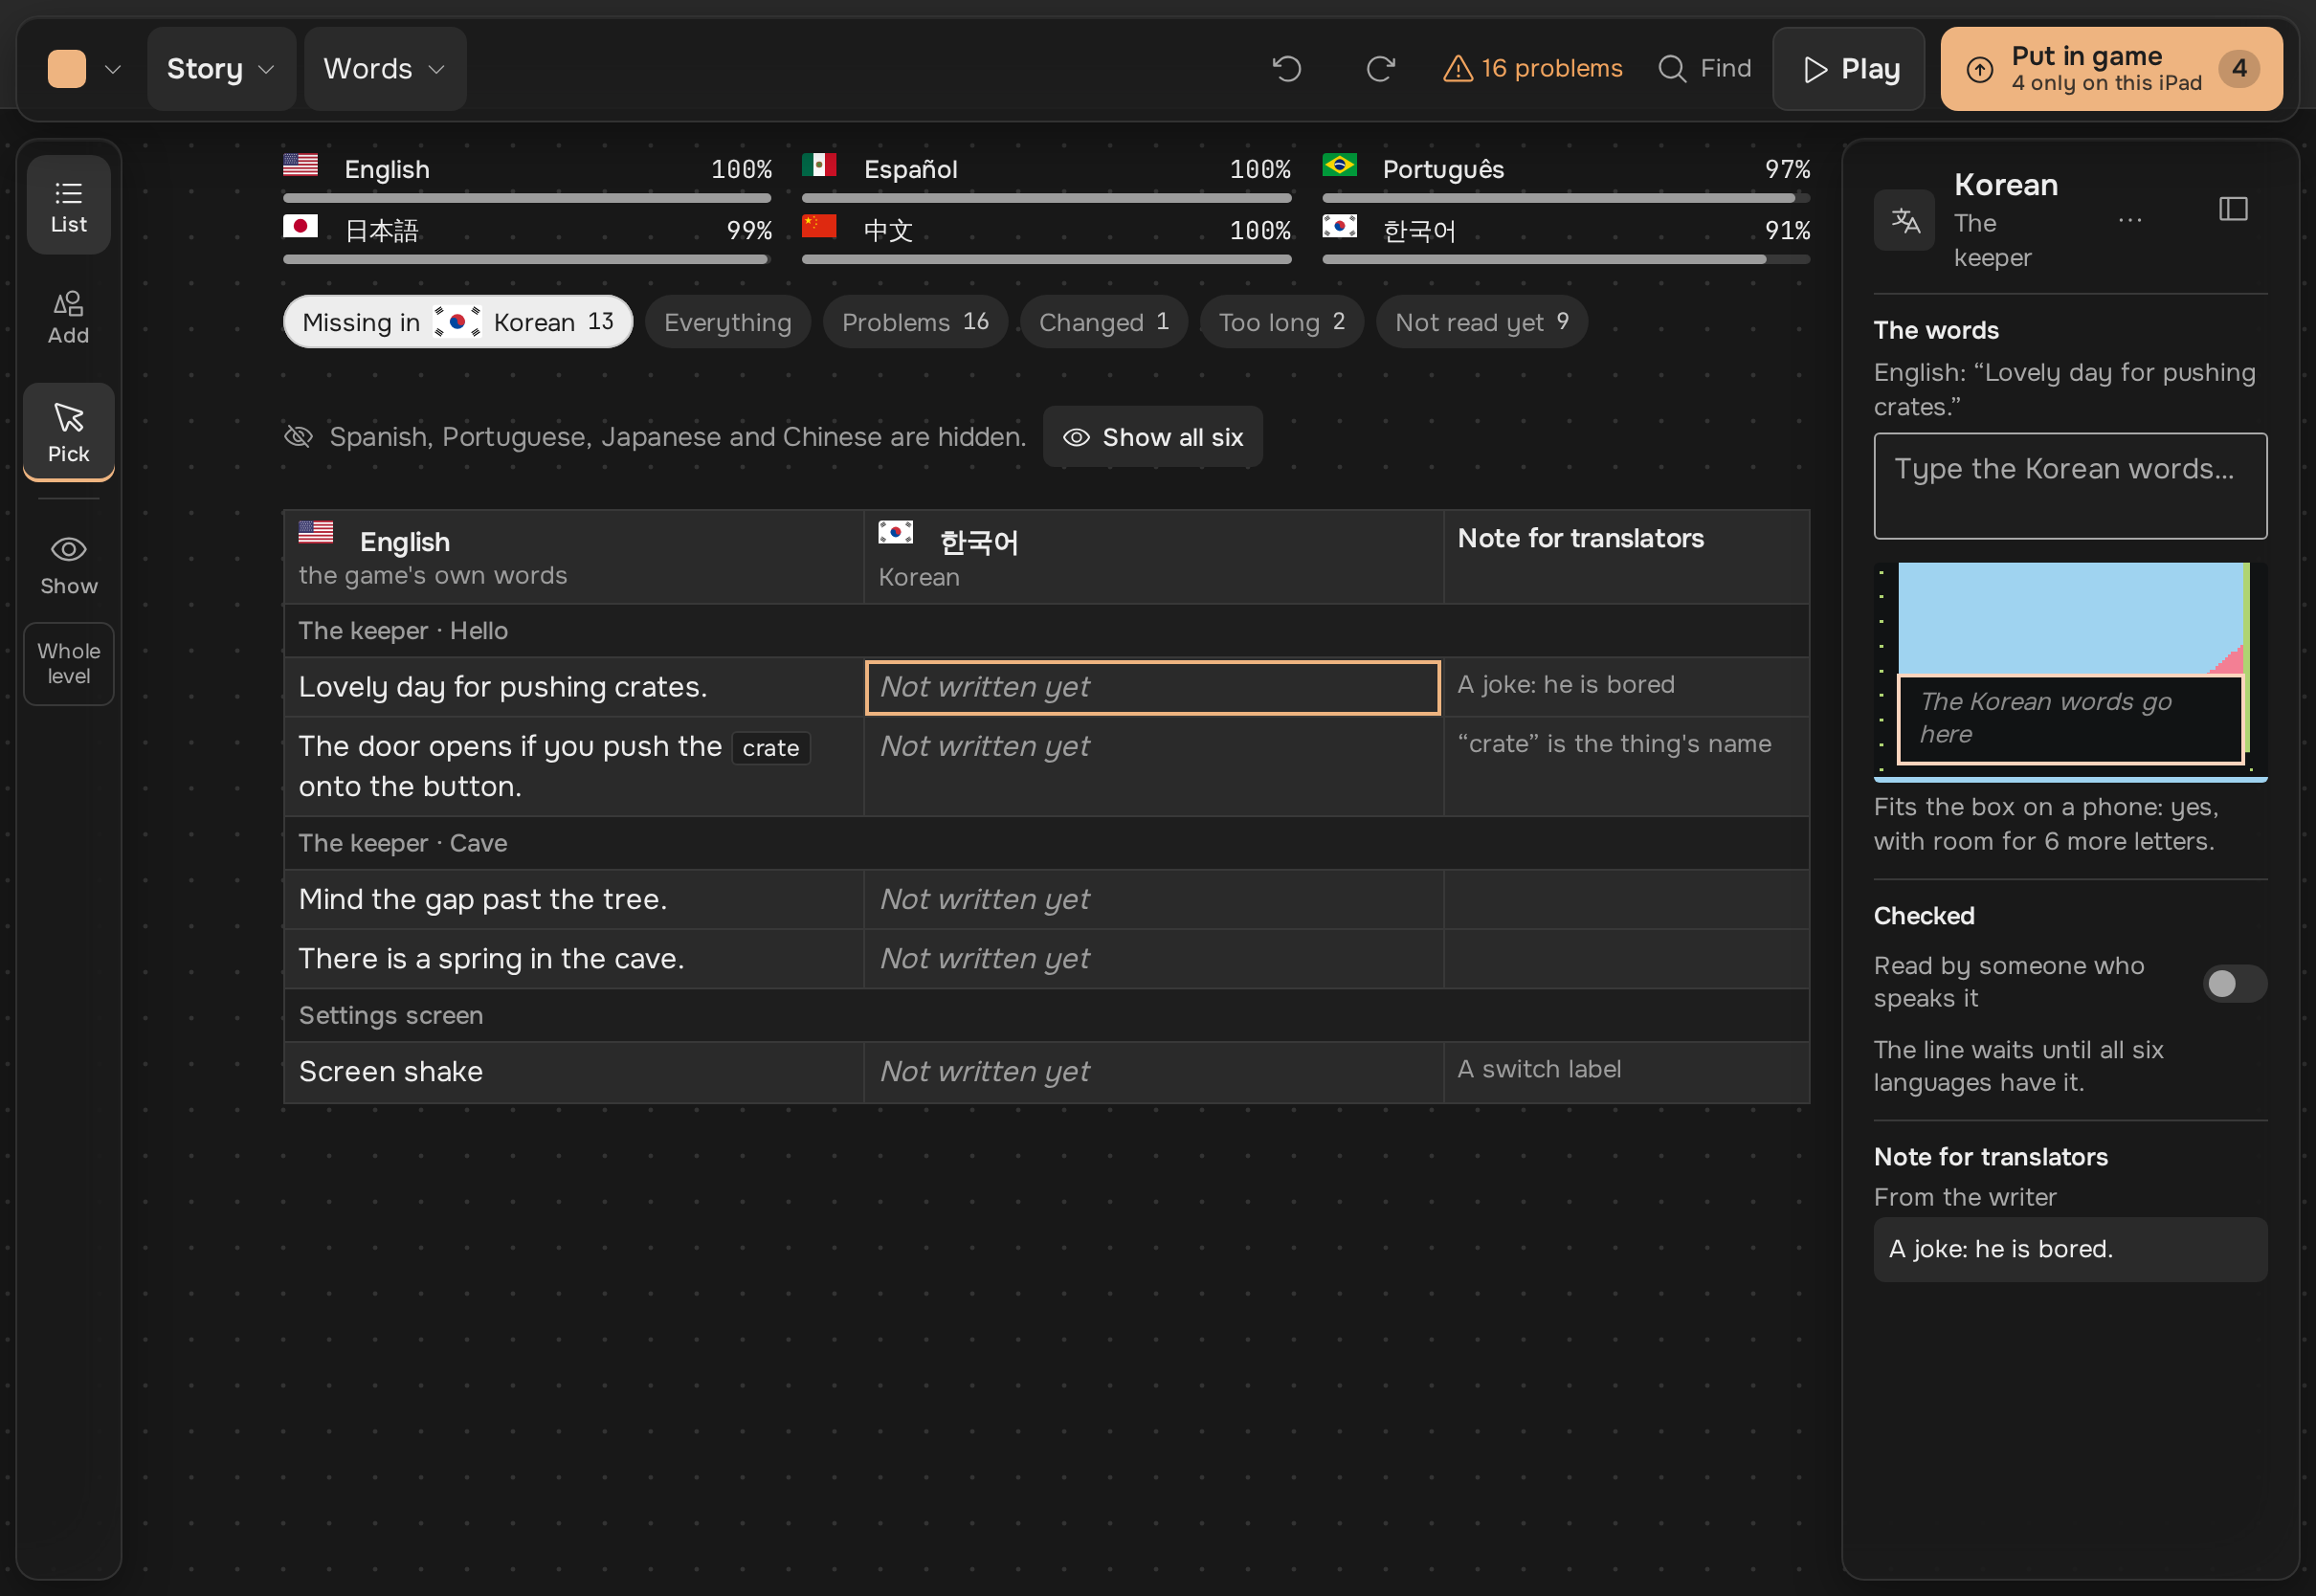 Story
Words
16 problems
Find
Play
Put in game
4 only on this iPad
4
List
Add
Pick
Show
Whole
level
English 100%
Español 100%
Português 97%
日本語 99%
中文 100%
한국어 91%
Missing in Korean 13
Everything
Problems 16
Changed 1
Too long 2
Not read yet 9
Spanish, Portuguese, Japanese and Chinese are hidden.
Show all six
English
the game's own words
한국어
Korean
Note for translators
The keeper · Hello
Lovely day for pushing crates.
Not written yet
A joke: he is bored
The door opens if you push the crate
onto the button.
Not written yet
“crate” is the thing's name
The keeper · Cave
Mind the gap past the tree.
Not written yet
There is a spring in the cave.
Not written yet
Settings screen
Screen shake
Not written yet
A switch label
Korean
The
keeper
The words
English: “Lovely day for pushing
crates.”
Type the Korean words...
The Korean words go
here
Fits the box on a phone: yes,
with room for 6 more letters.
Checked
Read by someone who
speaks it
The line waits until all six
languages have it.
Note for translators
From the writer
A joke: he is bored.